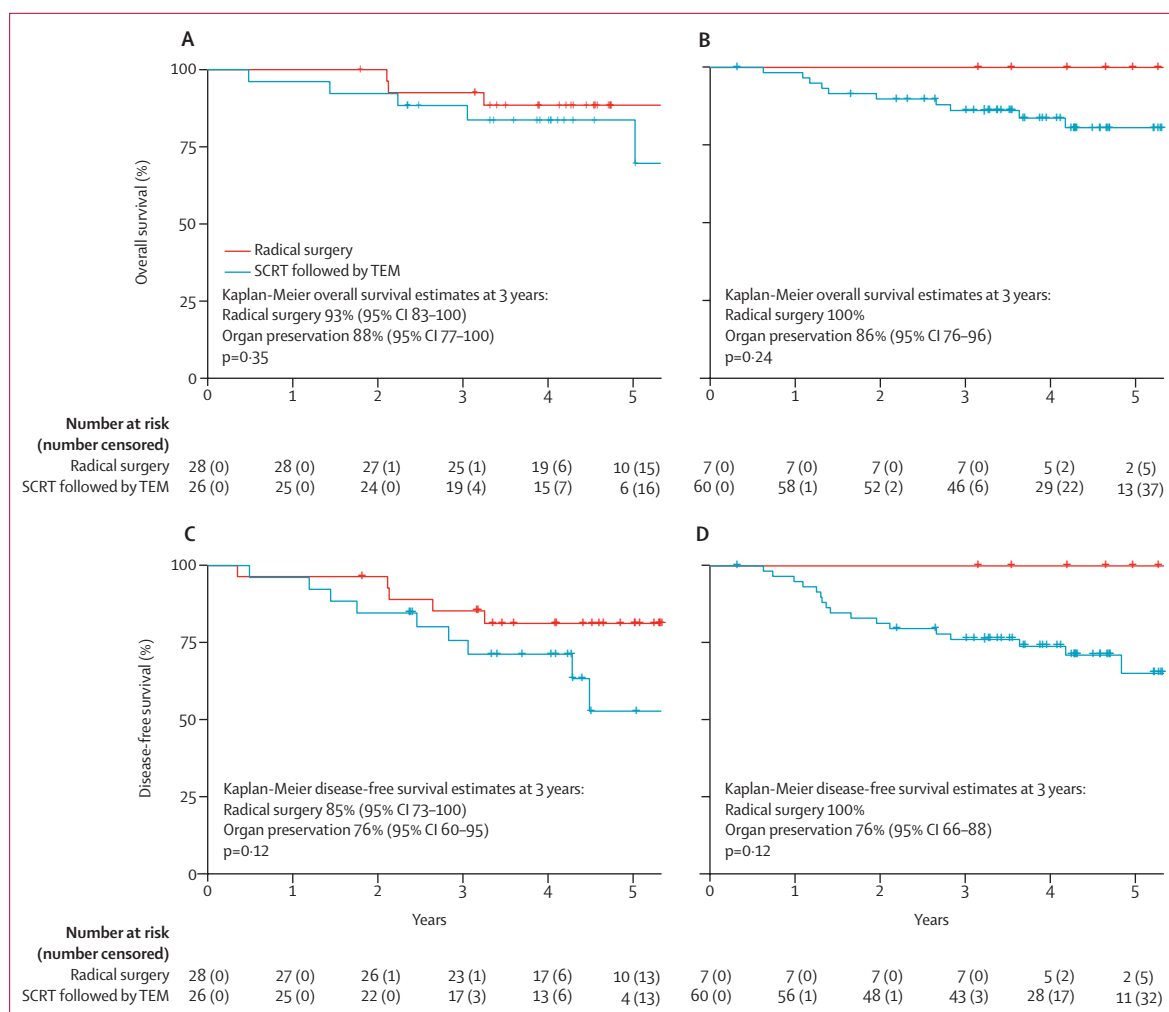 A
B
100
75
50
25
0
Overall survival (%)
Radical surgery
SCRT followed by TEM
Kaplan-Meier overall survival estimates at 3 years:
Radical surgery 93% (95% CI 83–100)
Organ preservation 88% (95% CI 77–100)
p=0·35
0 1 2 3 4 5
Kaplan-Meier overall survival estimates at 3 years:
Radical surgery 100%
Organ preservation 86% (95% CI 76–96)
p=0·24
100
0
0 1 2 3 4 5
Number at risk
(number censored)
Radical surgery 28 (0) 28 (0) 27 (1) 25 (1) 19 (6) 10 (15) 7 (0) 7 (0) 7 (0) 7 (0) 5 (2) 2 (5)
SCRT followed by TEM 26 (0) 25 (0) 24 (0) 19 (4) 15 (7) 6 (16) 60 (0) 58 (1) 52 (2) 46 (6) 29 (22) 13 (37)
C
D
100
75
50
25
0
Disease-free survival (%)
Kaplan-Meier disease-free survival estimates at 3 years:
Radical surgery 85% (95% CI 73–100)
Organ preservation 76% (95% CI 60–95)
p=0·12
0 1 2 3 4 5
Years
100
75
50
25
0
Kaplan-Meier disease-free survival estimates at 3 years:
Radical surgery 100%
Organ preservation 76% (95% CI 66–88)
p=0·12
0 1 2 3 4 5
Years
Number at risk
(number censored)
Radical surgery 28 (0) 27 (0) 26 (1) 23 (1) 17 (6) 10 (13) 7 (0) 7 (0) 7 (0) 7 (0) 5 (2) 2 (5)
SCRT followed by TEM 26 (0) 25 (0) 22 (0) 17 (3) 13 (6) 4 (13) 60 (0) 56 (1) 48 (1) 43 (3) 28 (17) 11 (32)